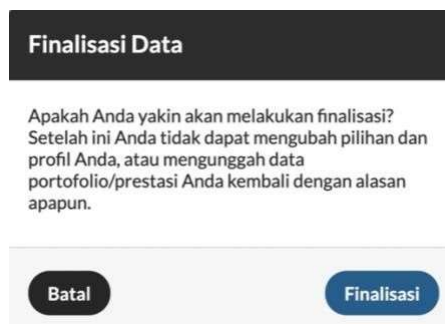 Finalisasi Data
Apakah Anda yakin akan melakukan finalisasi?
Setelah ini Anda tidak dapat mengubah pilihan dan
profil Anda, atau mengunggah data
portofolio/prestasi Anda kembali dengan alasan
apapun.
Batal
Finalisasi